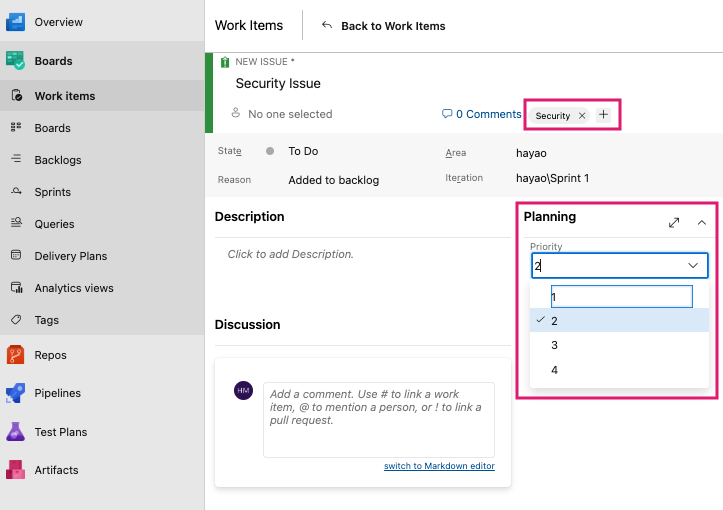 Overview
Boards
Work items
Boards
Backlogs
Sprints
Queries
Delivery Plans
Analytics views
Tags
Repos
Pipelines
Test Plans
Artifacts
Work Items
Back to Work Items
NEW ISSUE *
Security Issue
No one selected
0 Comments
Security
State
To Do
Area
hayao
Reason
Added to backlog
Iteration
hayao\Sprint 1
Description
Click to add Description.
Planning
Priority
2
1
2
3
4
Discussion
HM
Add a comment. Use # to link a work
item, @ to mention a person, or ! to link a
pull request.
switch to Markdown editor